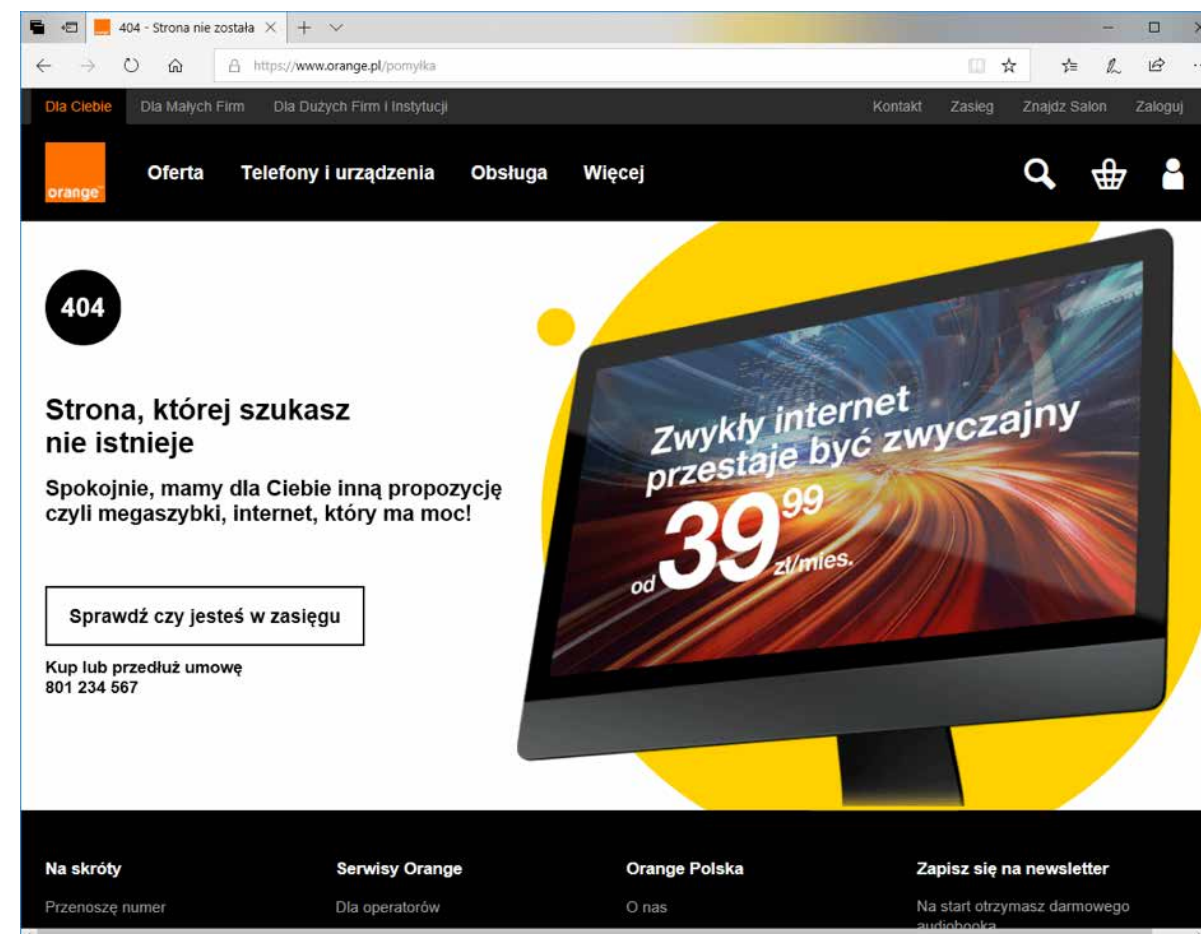 404 - Strona nie została
https://www.orange.pl/pomyłka
Dla Ciebie Dla Małych Firm Dla Dużych Firm i Instytucji Kontakt Zasieg Znajdz Salon Zaloguj
orange™ Oferta Telefony i urządzenia Obsługa Więcej
404
Strona, której szukasz
nie istnieje
Spokojnie, mamy dla Ciebie inną propozycję
czyli megaszybki, internet, który ma moc!
Sprawdź czy jesteś w zasięgu
Kup lub przedłuż umowę
801 234 567
Zwykły internet
przestaje być zwyczajny
od 39 99 zł/mies.
Na skróty Serwisy Orange Orange Polska Zapisz się na newsletter
Przenoszę numer Dla operatorów O nas Na start otrzymasz darmowego
audiobooka